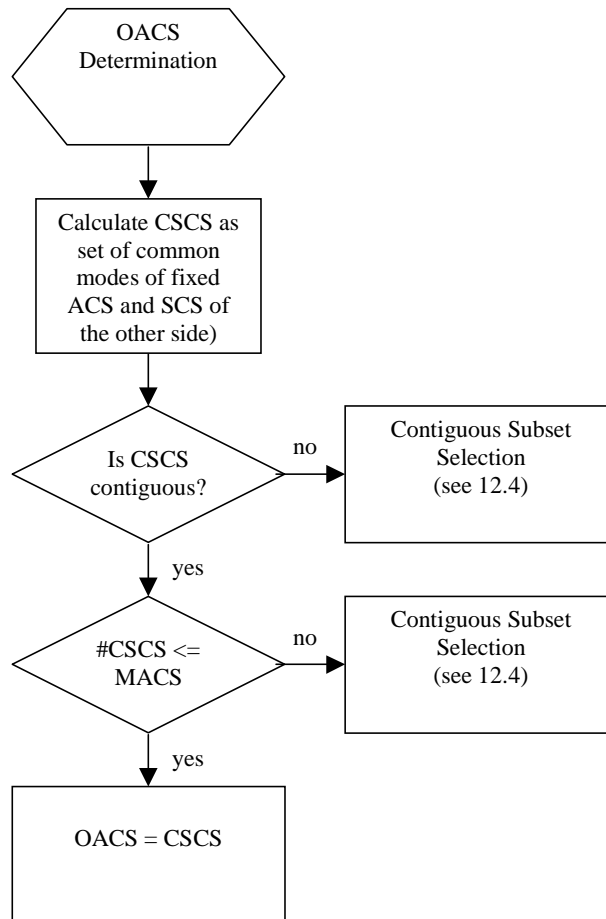 OACS
Determination
Calculate CSCS as
set of common
modes of fixed
ACS and SCS of
the other side)
Is CSCS
contiguous?
no
Contiguous Subset
Selection
(see 12.4)
yes
#CSCS <=
MACS
no
Contiguous Subset
Selection
(see 12.4)
yes
OACS = CSCS